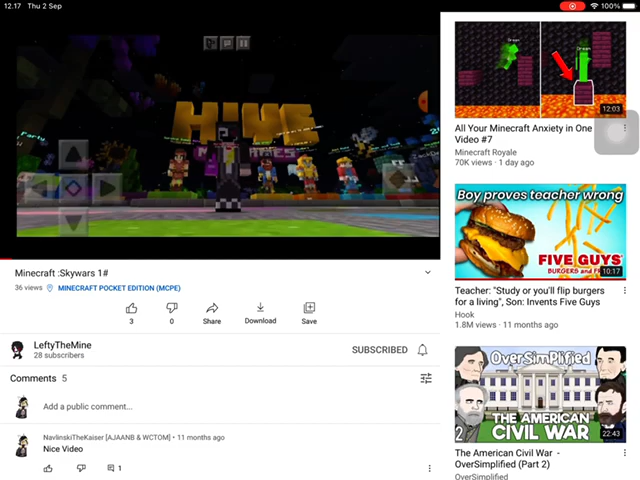 12.17 Thu 2 Sep
100%
HIVE
Party
Minecraft :Skywars 1#
36 views MINECRAFT POCKET EDITION (MCPE)
3
0
Share
Download
Save
LeftyTheMine
28 subscribers
SUBSCRIBED
Comments 5
Add a public comment...
NavlinskiTheKaiser [AJAANB & WCTOM] • 11 months ago
Nice Video
1
Dream
Dream
12:03
All Your Minecraft Anxiety in One
Video #7
Minecraft Royale
70K views • 1 day ago
Boy proves teacher wrong
FIVE GUYS
BURGERS and FR
10:17
Teacher: "Study or you'll flip burgers
for a living", Son: Invents Five Guys
Hook
1.8M views • 11 months ago
OverSimplified
THE AMERICAN
CIVIL WAR
2
22:43
The American Civil War -
OverSimplified (Part 2)